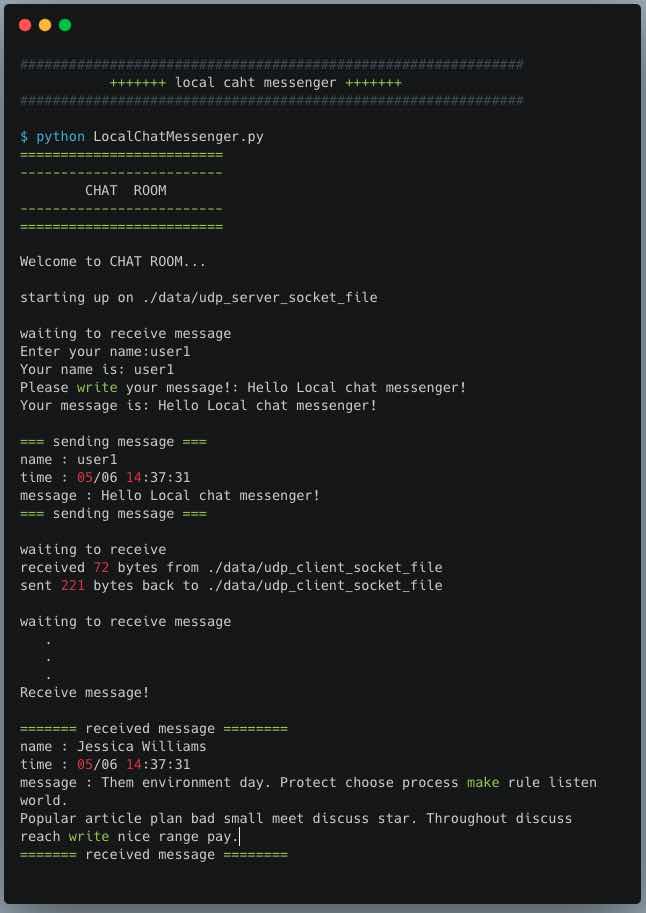 ##############################################################
+++++++ local caht messenger +++++++
##############################################################
$ python LocalChatMessenger.py
=========================
-------------------------
CHAT  ROOM
-------------------------
=========================
Welcome to CHAT ROOM...
starting up on ./data/udp_server_socket_file
waiting to receive message
Enter your name:user1
Your name is: user1
Please write your message!: Hello Local chat messenger!
Your message is: Hello Local chat messenger!
=== sending message ===
name : user1
time : 05/06 14:37:31
message : Hello Local chat messenger!
=== sending message ===
waiting to receive
received 72 bytes from ./data/udp_client_socket_file
sent 221 bytes back to ./data/udp_client_socket_file
waiting to receive message
.
.
.
Receive message!
======= received message ========
name : Jessica Williams
time : 05/06 14:37:31
message : Them environment day. Protect choose process make rule listen
world.
Popular article plan bad small meet discuss star. Throughout discuss
reach write nice range pay.
======= received message ========